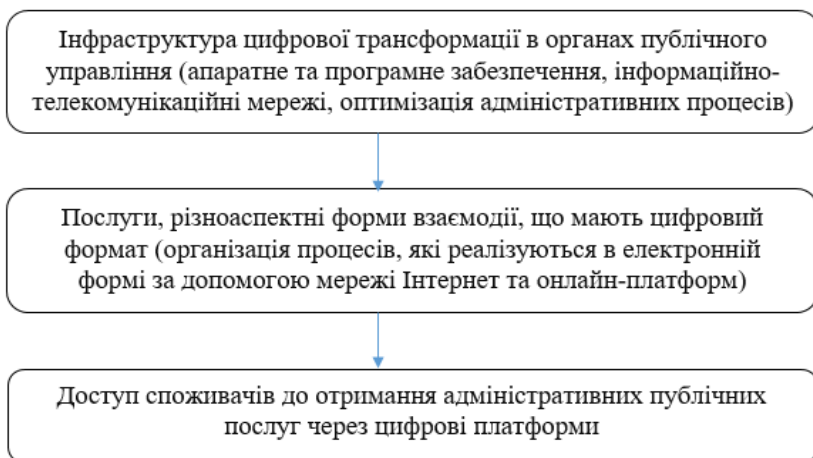 Інфраструктура цифрової трансформації в органах публічного
управління (апаратне та програмне забезпечення, інформаційно-
телекомунікаційні мережі, оптимізація адміністративних процесів)
Послуги, різноаспектні форми взаємодії, що мають цифровий
формат (організація процесів, які реалізуються в електронній
формі за допомогою мережі Інтернет та онлайн-платформ)
Доступ споживачів до отримання адміністративних публічних
послуг через цифрові платформи